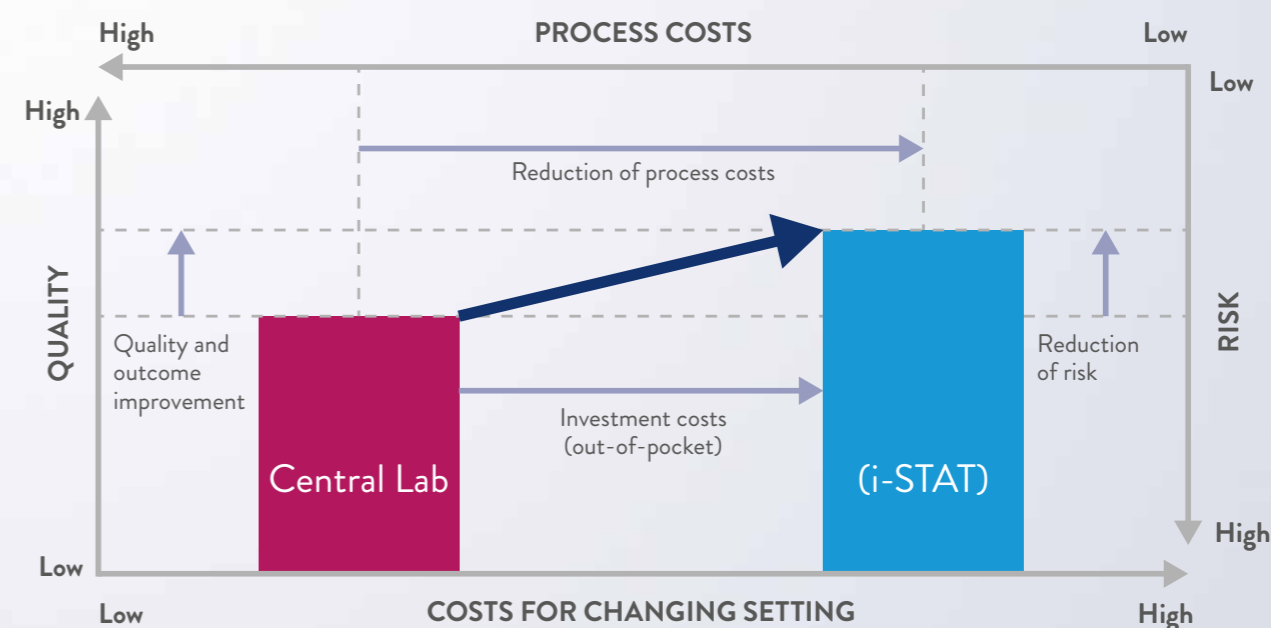 High
PROCESS COSTS
Low
Low
High
Reduction of process costs
QUALITY
Quality and
outcome
improvement
Reduction
of risk
RISK
Investment costs
(out-of-pocket)
Central Lab
(i-STAT)
High
Low
Low
COSTS FOR CHANGING SETTING
High